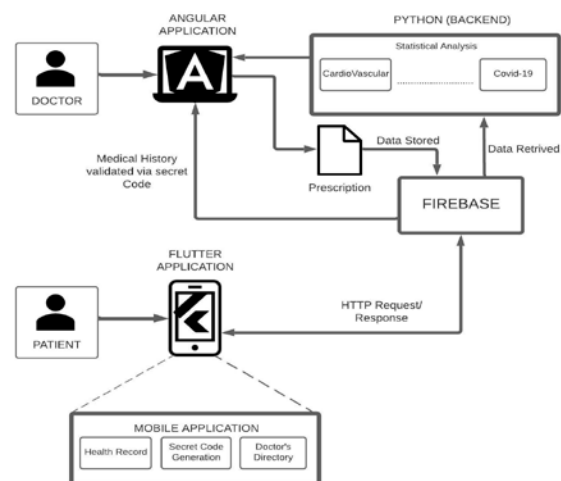 ANGULAR
APPLICATION
PYTHON (BACKEND)
Statistical Analysis
CardioVascular
Covid-19
DOCTOR
Medical History
validated via secret
Code
Data Stored
Data Retrived
Prescription
FIREBASE
FLUTTER
APPLICATION
HTTP Request/
Response
PATIENT
MOBILE APPLICATION
Health Record
Secret Code
Generation
Doctor's
Directory